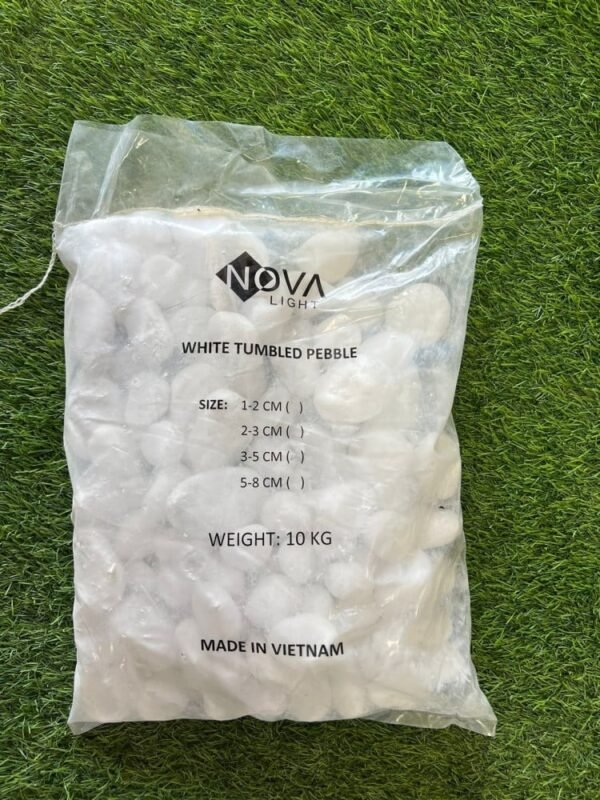 NOVA
LIGHT
WHITE TUMBLED PEBBLE
SIZE: 1-2 CM ( )
2-3 CM ( )
3-5 CM ( )
5-8 CM ( )
WEIGHT: 10 KG
MADE IN VIETNAM